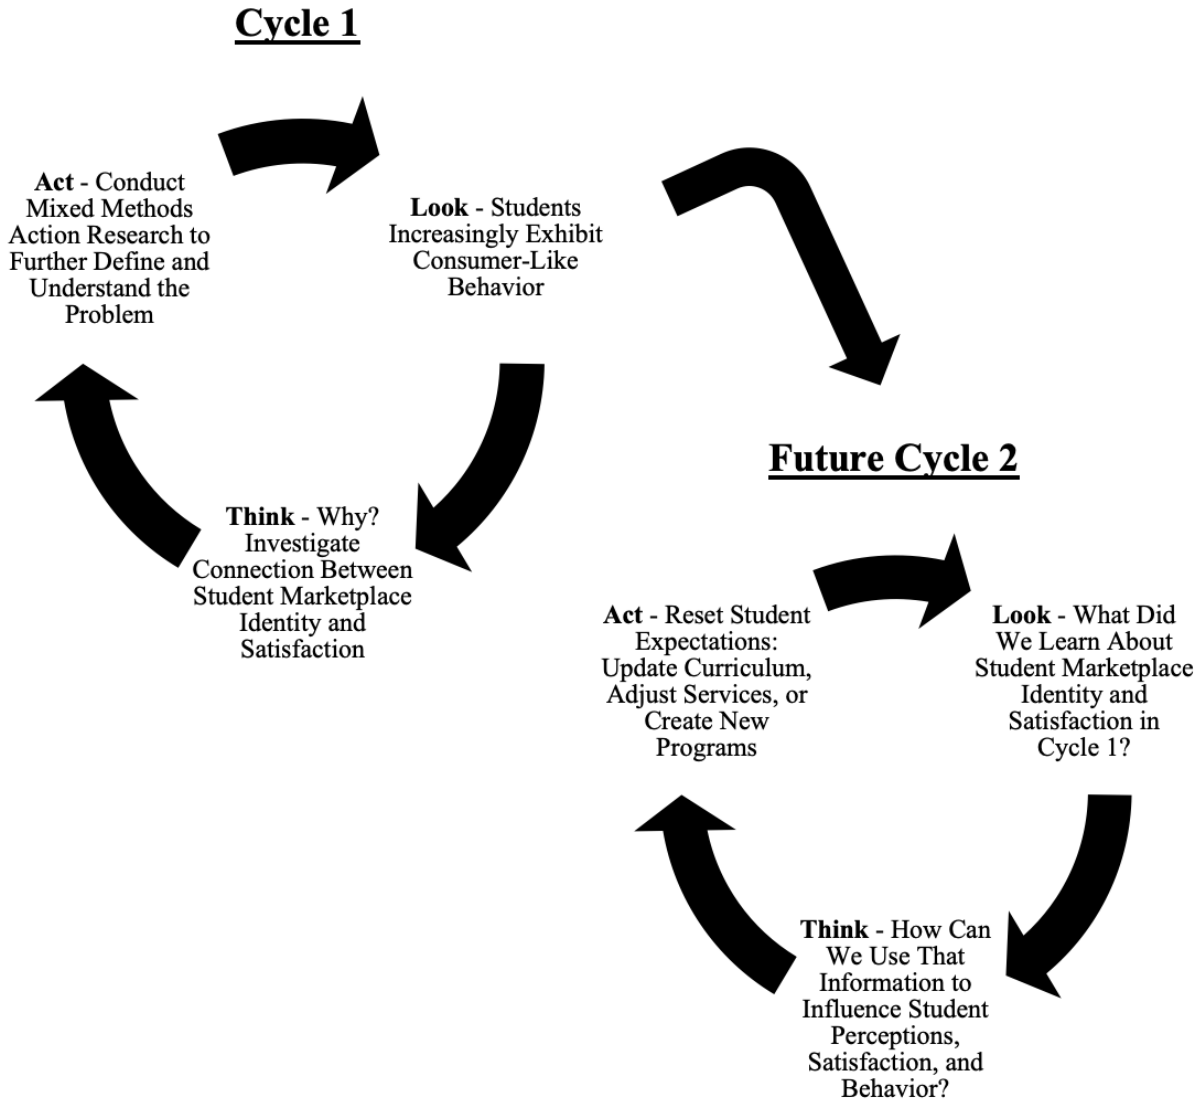 Cycle 1
Act - Conduct
Mixed Methods
Action Research to
Further Define and
Understand the
Problem
Look - Students
Increasingly Exhibit
Consumer-Like
Behavior
Think - Why?
Investigate
Connection Between
Student Marketplace
Identity and
Satisfaction
Future Cycle 2
Act - Reset Student
Expectations:
Update Curriculum,
Adjust Services, or
Create New
Programs
Look - What Did
We Learn About
Student Marketplace
Identity and
Satisfaction in
Cycle 1?
Think - How Can
We Use That
Information to
Influence Student
Perceptions,
Satisfaction, and
Behavior?